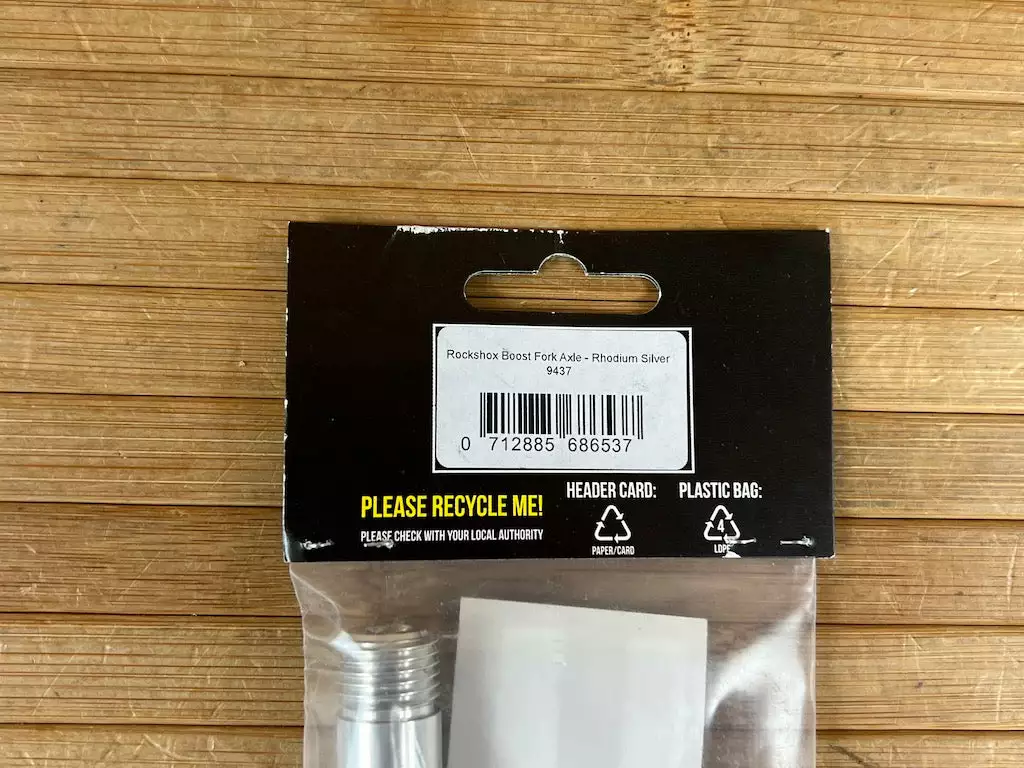 Rockshox Boost Fork Axle - Rhodium Silver
9437
0 712885 686537
PLEASE RECYCLE ME!
PLEASE CHECK WITH YOUR LOCAL AUTHORITY
HEADER CARD:
PAPER/CARD
PLASTIC BAG:
4
LDPE